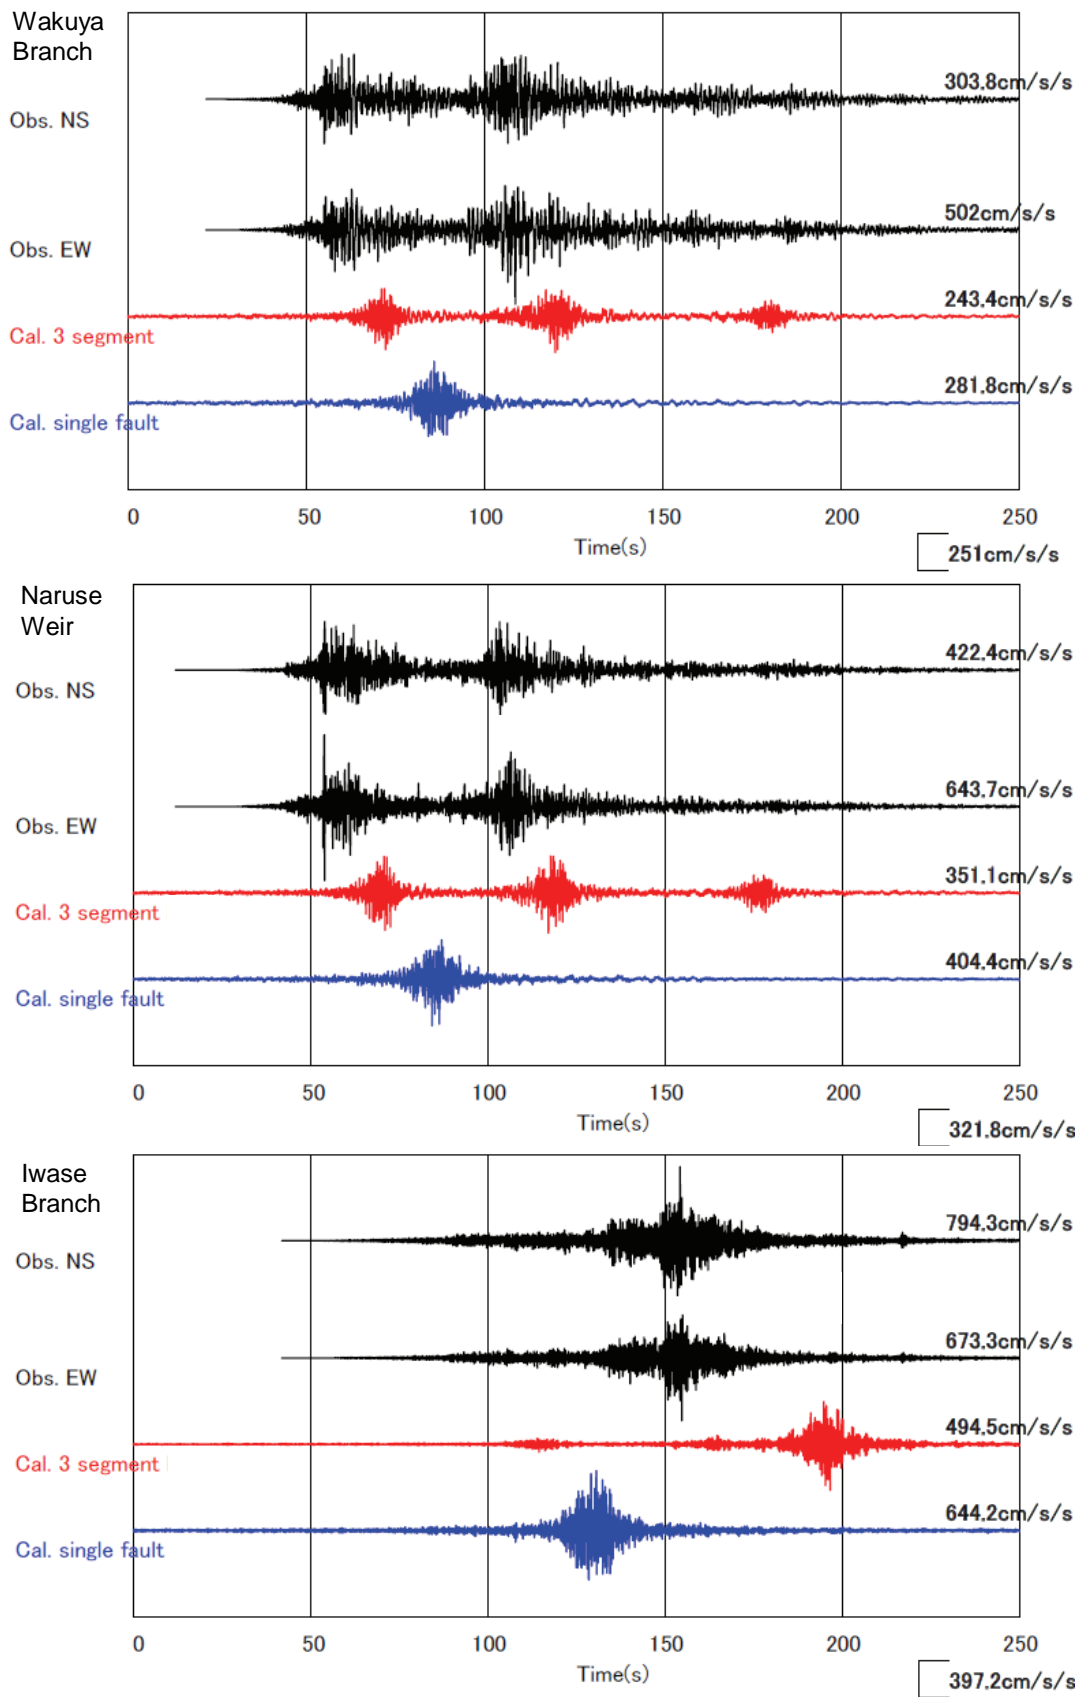 Wakuya
Branch
303.8cm/s/s
Obs. NS
502cm/s/s
Obs. EW
243.4cm/s/s
Cal. 3 segment
281.8cm/s/s
Cal. single fault
0 50 100 150 200 250
Time(s)
251cm/s/s
Naruse
Weir
422.4cm/s/s
Obs. NS
643.7cm/s/s
Obs. EW
351.1cm/s/s
Cal. 3 segment
404.4cm/s/s
Cal. single fault
0 50 100 150 200 250
Time(s)
321.8cm/s/s
Iwase
Branch
794.3cm/s/s
Obs. NS
673.3cm/s/s
Obs. EW
494.5cm/s/s
Cal. 3 segment
644.2cm/s/s
Cal. single fault
0 50 100 150 200 250
Time(s)
397.2cm/s/s